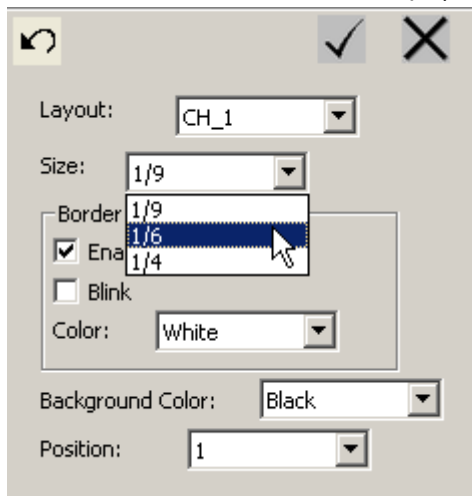 Layout: CH_1
Size: 1/9
Border 1/9
1/6
Ena 1/4
Blink
Color: White
Background Color: Black
Position: 1